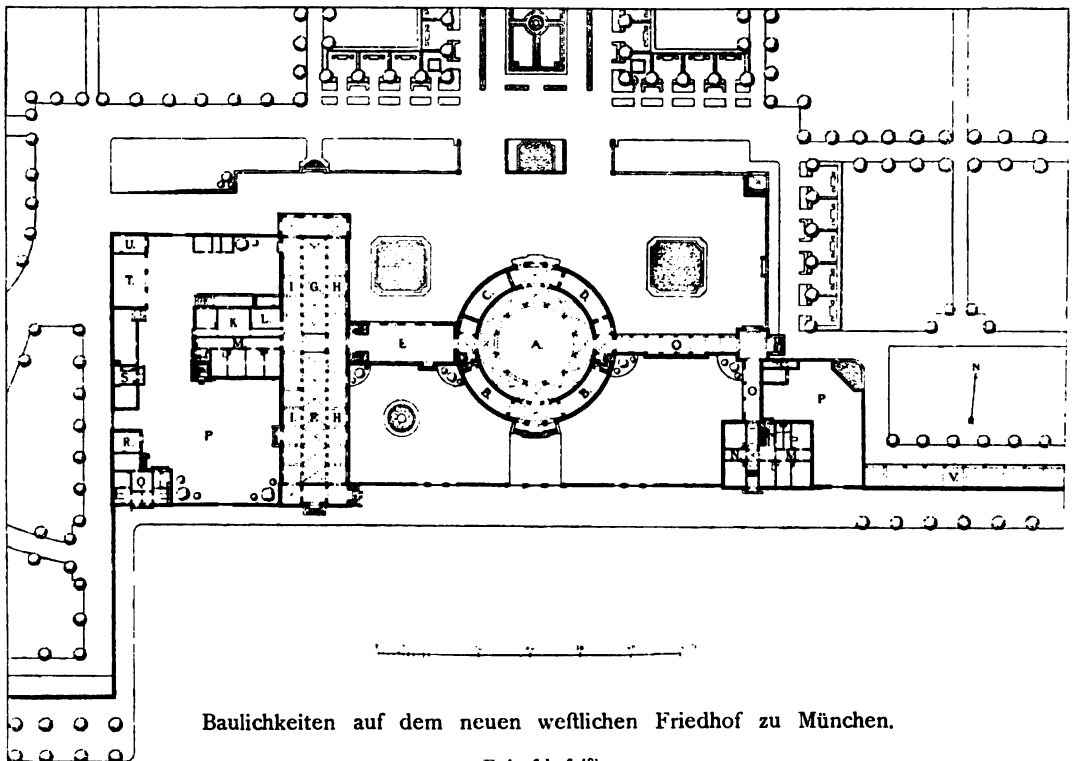 U.
T.
S
R.
Q
P
I
G.
H
K
L.
M
I
F.
H
E
C.
D.
A.
B.
B.
O
O
N
M
P
V.
N
Baulichkeiten auf dem neuen weſtlichen Friedhof zu München.